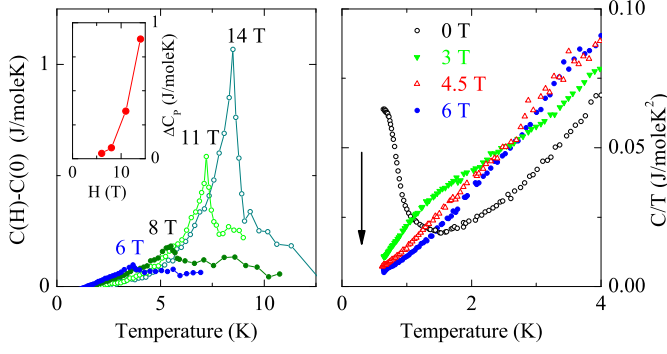 14 T
11 T
8 T
6 T
1
0
0
10
H (T)
1
0
ΔC_P (J/moleK)
C(H)-C(0) (J/moleK)
0
5
10
Temperature (K)
0 T
3 T
4.5 T
6 T
0.10
0.05
0.00
C/T (J/moleK²)
0
2
4
Temperature (K)